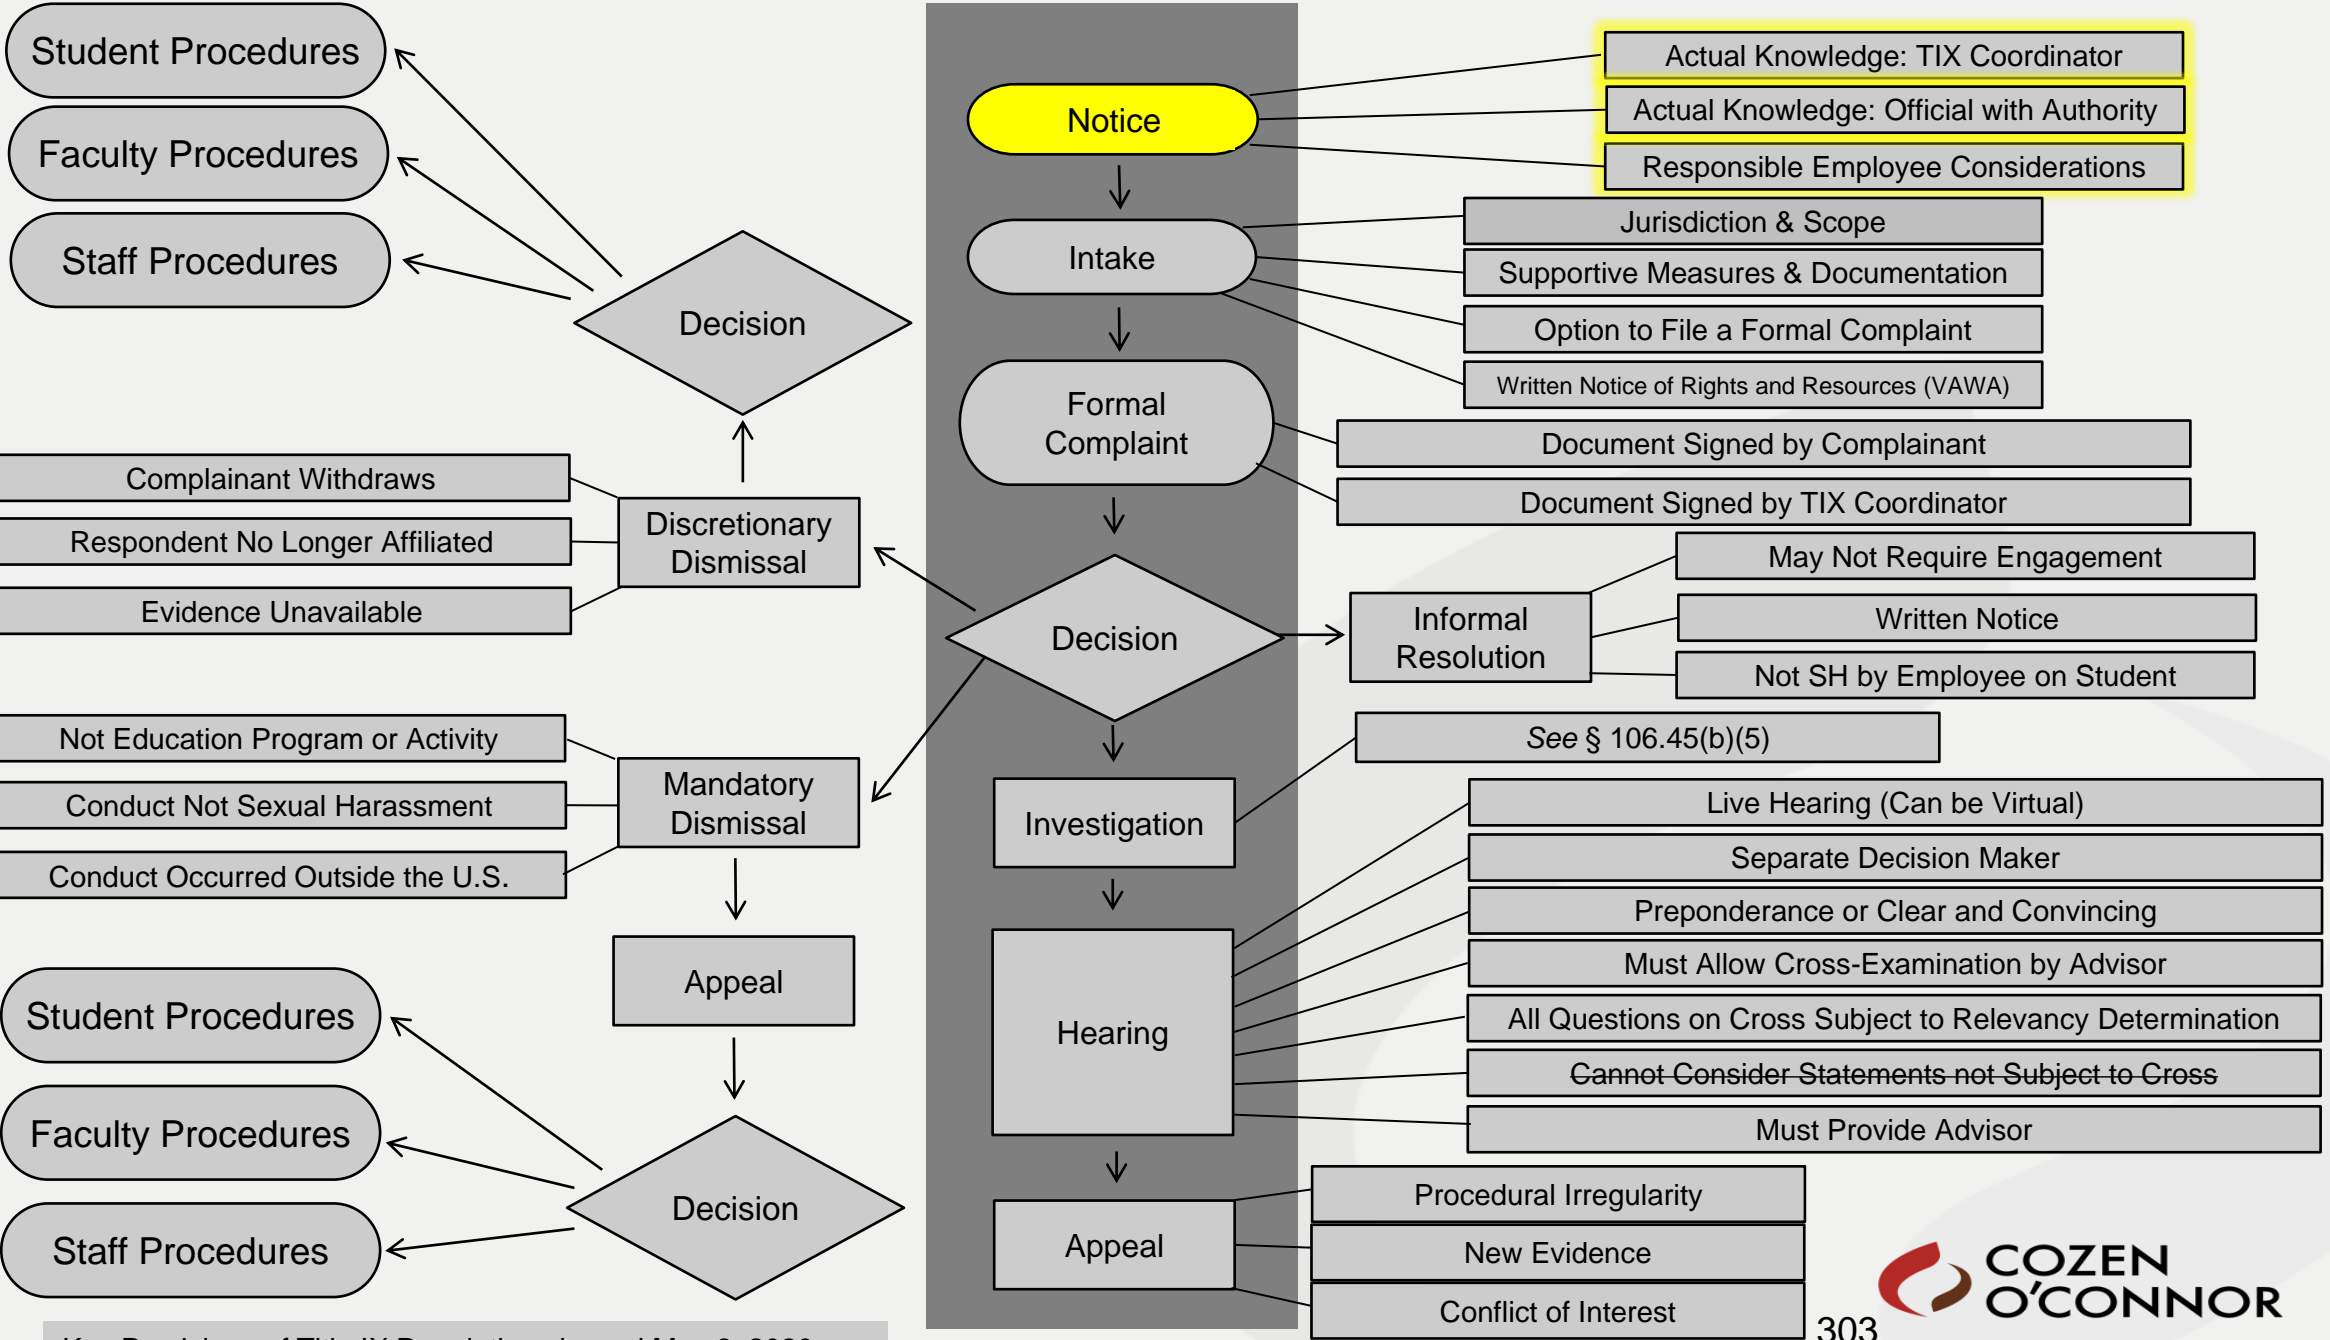 Student Procedures
Faculty Procedures
Staff Procedures
Decision
Complainant Withdraws
Respondent No Longer Affiliated
Evidence Unavailable
Discretionary
Dismissal
Not Education Program or Activity
Conduct Not Sexual Harassment
Conduct Occurred Outside the U.S.
Mandatory
Dismissal
Appeal
Student Procedures
Faculty Procedures
Staff Procedures
Decision
Notice
Actual Knowledge: TIX Coordinator
Actual Knowledge: Official with Authority
Responsible Employee Considerations
Intake
Jurisdiction & Scope
Supportive Measures & Documentation
Option to File a Formal Complaint
Written Notice of Rights and Resources (VAWA)
Formal
Complaint
Document Signed by Complainant
Document Signed by TIX Coordinator
Decision
Informal
Resolution
May Not Require Engagement
Written Notice
Not SH by Employee on Student
Investigation
See § 106.45(b)(5)
Hearing
Live Hearing (Can be Virtual)
Separate Decision Maker
Preponderance or Clear and Convincing
Must Allow Cross-Examination by Advisor
All Questions on Cross Subject to Relevancy Determination
Cannot Consider Statements not Subject to Cross
Must Provide Advisor
Appeal
Procedural Irregularity
New Evidence
Conflict of Interest
303
COZEN
O'CONNOR